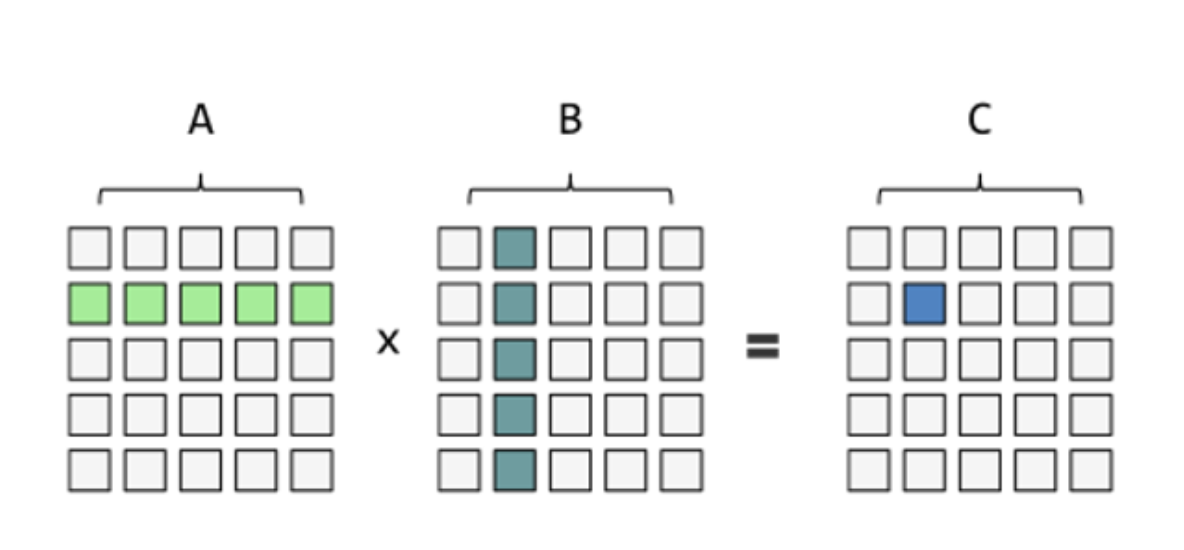 A B C
x =